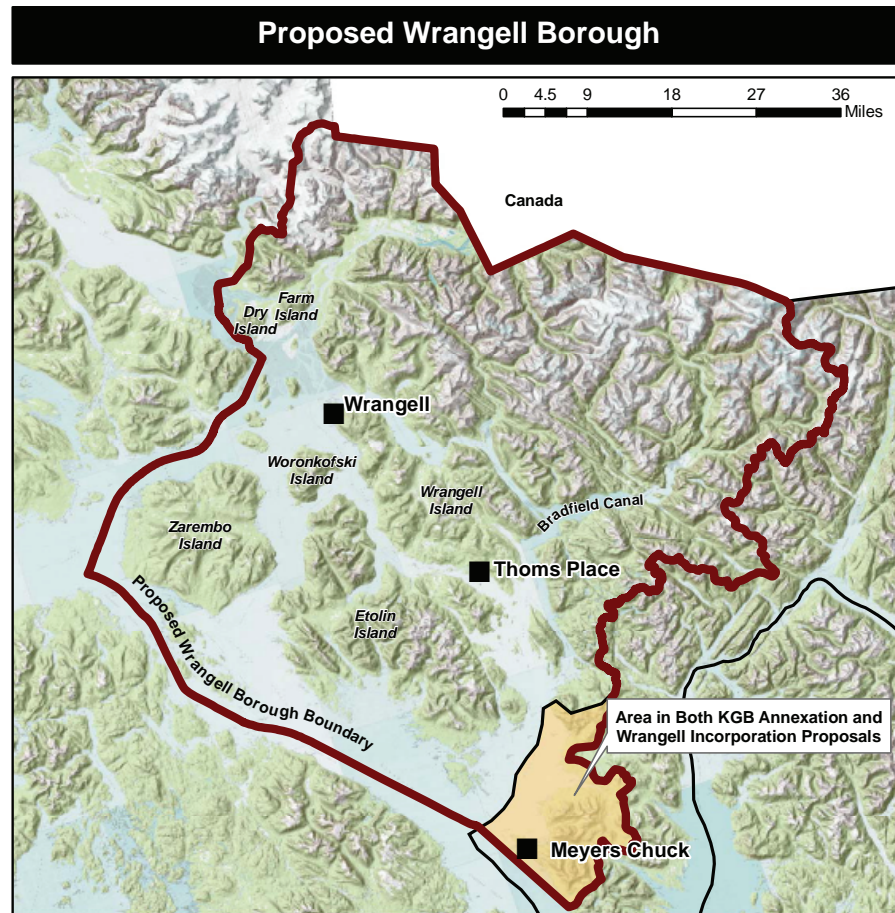 Proposed Wrangell Borough
0 4.5 9 18 27 36
Miles
Canada
Farm
Island
Dry
Island
Wrangell
Woronkofski
Island
Wrangell
Island
Bradfield Canal
Zarembo
Island
Thoms Place
Etolin
Island
Proposed Wrangell Borough Boundary
Area in Both KGB Annexation and
Wrangell Incorporation Proposals
Meyers Chuck